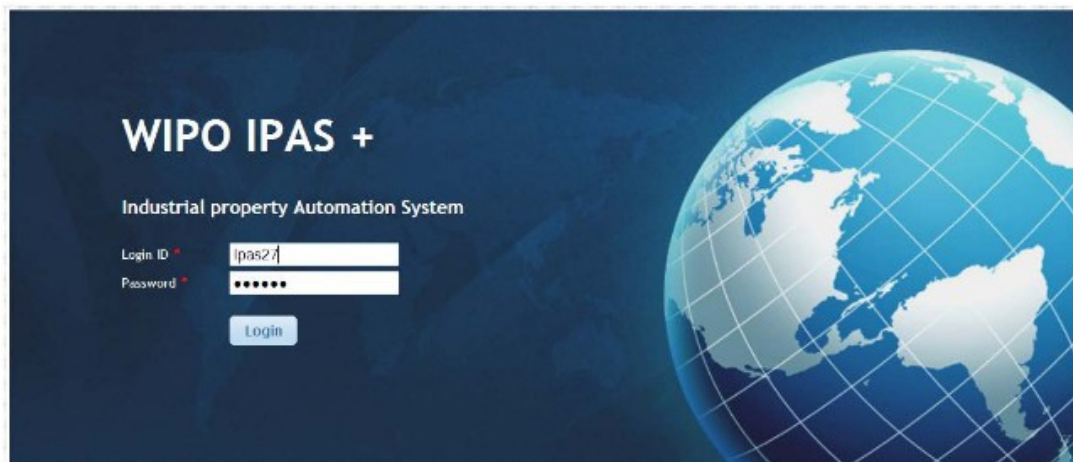 WIPO IPAS +
Industrial property Automation System
Login ID *
Ipas27
Password *
••••••
Login